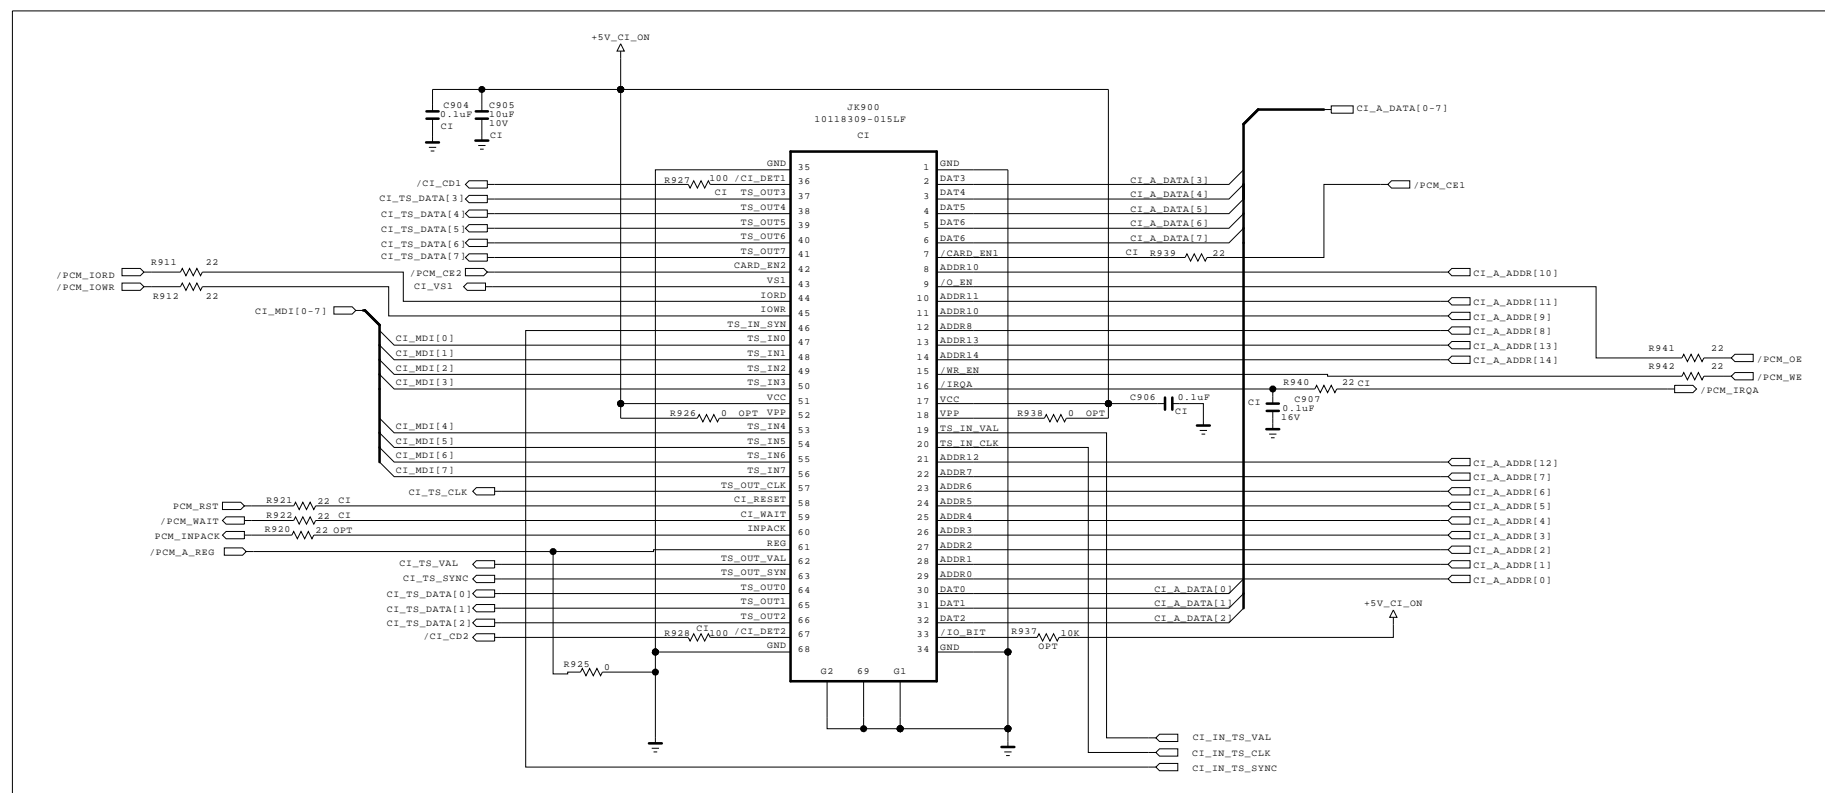 +5V_CI_ON
C904
0.1uF
CI
C905
10uF
10V
CI
JK900
10118309-015LF
CI
CI_A_DATA[0-7]
GND 35
/CI_CD1 R927 100 /CI_DET1 36
CI_TS_DATA[3] CI TS_OUT3 37
CI_TS_DATA[4] TS_OUT4 38
CI_TS_DATA[5] TS_OUT5 39
CI_TS_DATA[6] TS_OUT6 40
CI_TS_DATA[7] TS_OUT7 41
/PCM_CE2 CARD_EN2 42
CI_VS1 VS1 43
/PCM_IORD R911 22 IORD 44
/PCM_IOWR R912 22 IOWR 45
CI_MDI[0-7]
TS_IN_SYN 46
CI_MDI[0] TS_IN0 47
CI_MDI[1] TS_IN1 48
CI_MDI[2] TS_IN2 49
CI_MDI[3] TS_IN3 50
VCC 51
R926 0 OPT VPP 52
CI_MDI[4] TS_IN4 53
CI_MDI[5] TS_IN5 54
CI_MDI[6] TS_IN6 55
CI_MDI[7] TS_IN7 56
CI_TS_CLK TS_OUT_CLK 57
PCM_RST R921 22 CI CI_RESET 58
/PCM_WAIT R922 22 CI CI_WAIT 59
PCM_INPACK R920 22 OPT INPACK 60
/PCM_A_REG REG 61
CI_TS_VAL TS_OUT_VAL 62
CI_TS_SYNC TS_OUT_SYN 63
CI_TS_DATA[0] TS_OUT0 64
CI_TS_DATA[1] TS_OUT1 65
CI_TS_DATA[2] TS_OUT2 66
/CI_CD2 R928 CI 100 /CI_DET2 67
GND 68
R925 0
1 GND
2 DAT3 CI_A_DATA[3]
3 DAT4 CI_A_DATA[4]
4 DAT5 CI_A_DATA[5]
5 DAT6 CI_A_DATA[6]
6 DAT6 CI_A_DATA[7]
/PCM_CE1
7 /CARD_EN1 CI R939 22
8 ADDR10 CI_A_ADDR[10]
9 /O_EN
10 ADDR11 CI_A_ADDR[11]
11 ADDR10 CI_A_ADDR[9]
12 ADDR8 CI_A_ADDR[8]
13 ADDR13 CI_A_ADDR[13]
14 ADDR14 CI_A_ADDR[14]
R941 22 /PCM_OE
15 /WR_EN R942 22 /PCM_WE
16 /IRQA R940 22 CI /PCM_IRQA
17 VCC C906 0.1uF CI
CI C907 0.1uF 16V
18 VPP R938 0 OPT
19 TS_IN_VAL
20 TS_IN_CLK
21 ADDR12 CI_A_ADDR[12]
22 ADDR7 CI_A_ADDR[7]
23 ADDR6 CI_A_ADDR[6]
24 ADDR5 CI_A_ADDR[5]
25 ADDR4 CI_A_ADDR[4]
26 ADDR3 CI_A_ADDR[3]
27 ADDR2 CI_A_ADDR[2]
28 ADDR1 CI_A_ADDR[1]
29 ADDR0 CI_A_ADDR[0]
30 DAT0 CI_A_DATA[0]
31 DAT1 CI_A_DATA[1]
32 DAT2 CI_A_DATA[2]
+5V_CI_ON
33 /IO_BIT R937 10K
OPT
34 GND
G2 69 G1
CI_IN_TS_VAL
CI_IN_TS_CLK
CI_IN_TS_SYNC